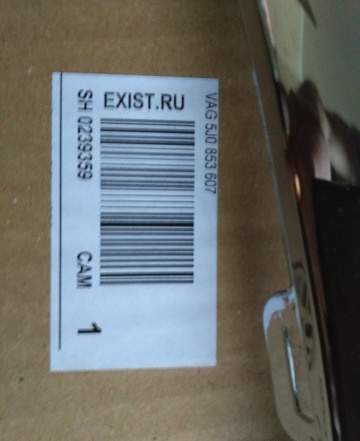 VAG 5J0 853 607
EXIST.RU
SH 0239359 CAM 1